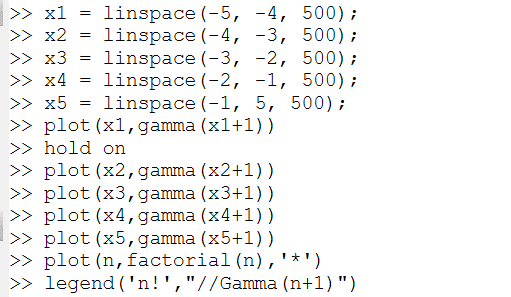 >> x1 = linspace(-5, -4, 500);
>> x2 = linspace(-4, -3, 500);
>> x3 = linspace(-3, -2, 500);
>> x4 = linspace(-2, -1, 500);
>> x5 = linspace(-1, 5, 500);
>> plot(x1,gamma(x1+1))
>> hold on
>> plot(x2,gamma(x2+1))
>> plot(x3,gamma(x3+1))
>> plot(x4,gamma(x4+1))
>> plot(x5,gamma(x5+1))
>> plot(n,factorial(n),'*')
>> legend('n!',"//Gamma(n+1)")